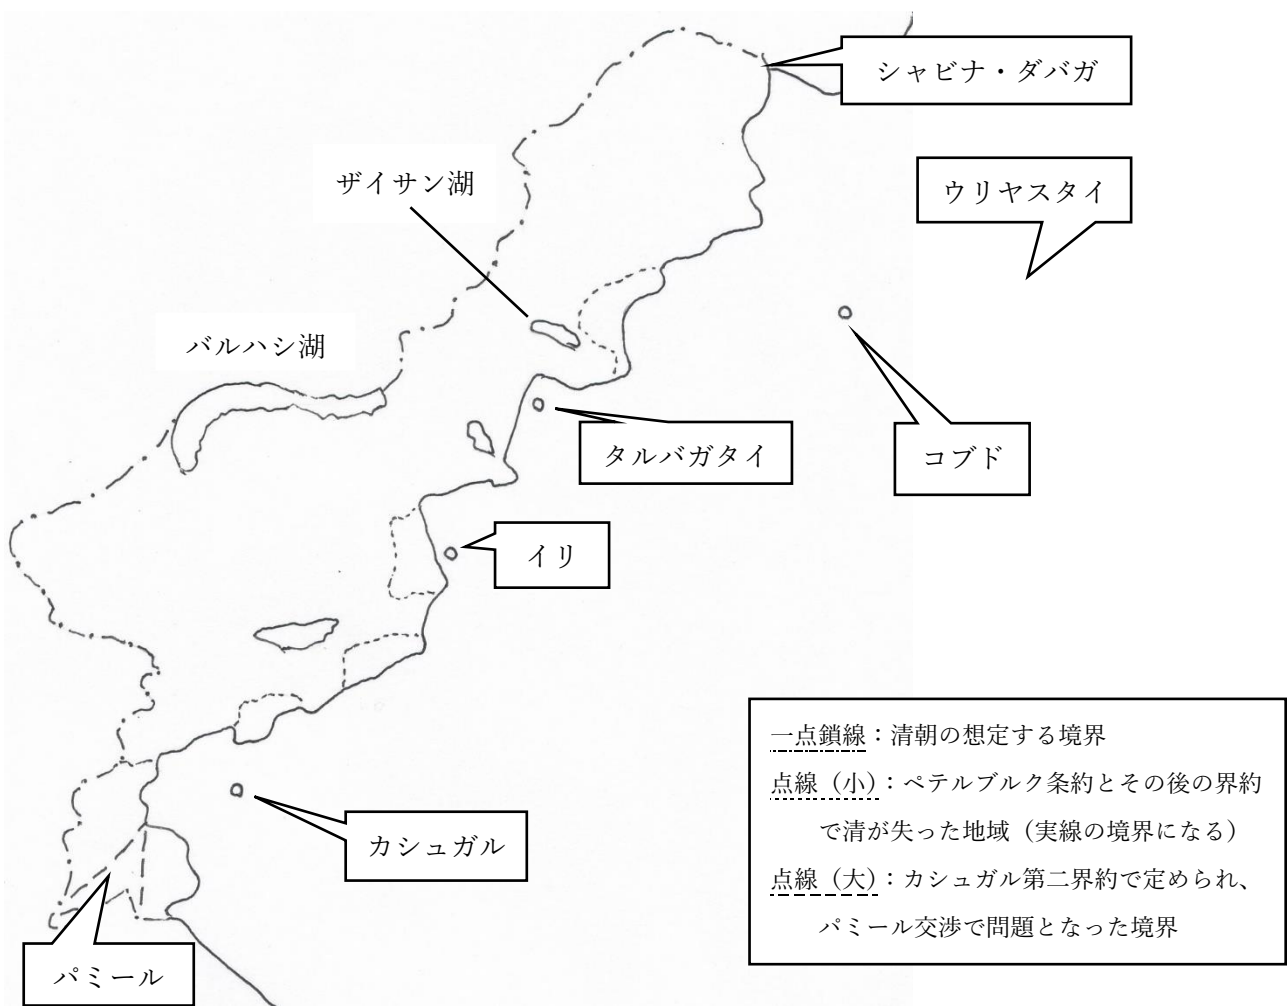 シャビナ・ダバガ
ザイサン湖
ウリヤスタイ
バルハシ湖
タルバガタイ
コブド
イリ
カシュガル
パミール
一点鎖線：清朝の想定する境界
点線（小）：ペテルブルク条約とその後の界約
で清が失った地域（実線の境界になる）
点線（大）：カシュガル第二界約で定められ、
パミール交渉で問題となった境界